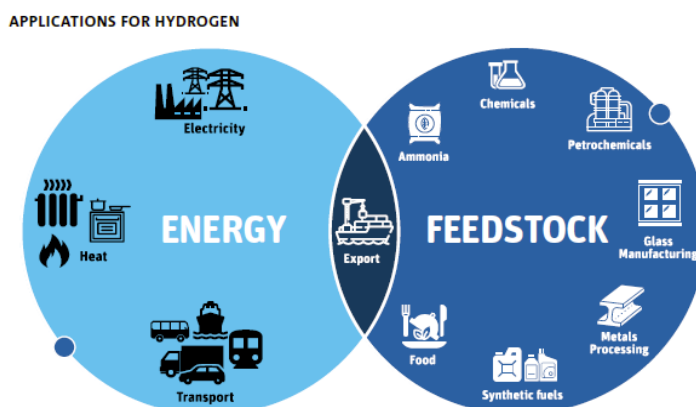 APPLICATIONS FOR HYDROGEN
Electricity
Heat
ENERGY
Transport
Export
Chemicals
Ammonia
Petrochemicals
FEEDSTOCK
Glass
Manufacturing
Metals
Processing
Food
Synthetic fuels